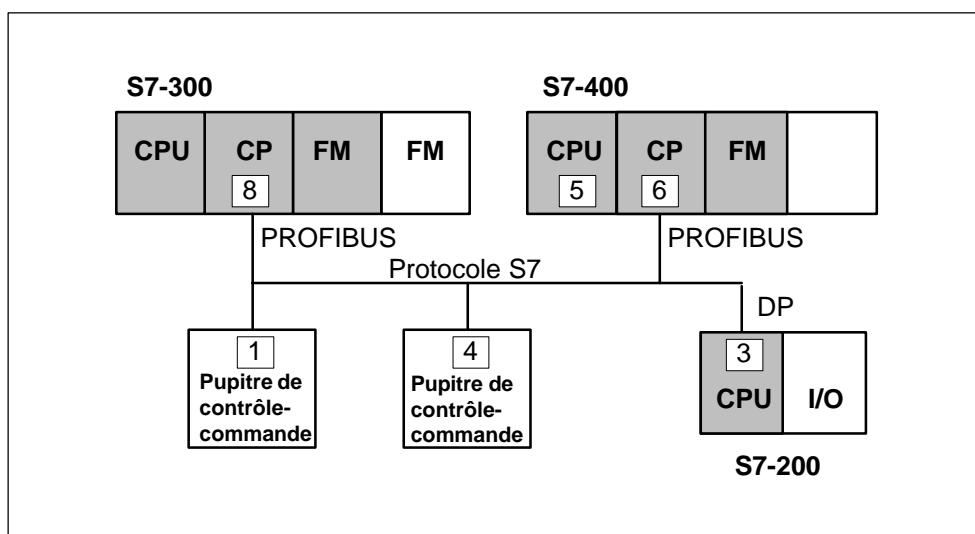 S7-300
S7-400
CPU CP FM FM
CPU CP FM
8
5 6
PROFIBUS
PROFIBUS
Protocole S7
DP
1
Pupitre de
contrôle-
commande
4
Pupitre de
contrôle-
commande
3
CPU I/O
S7-200